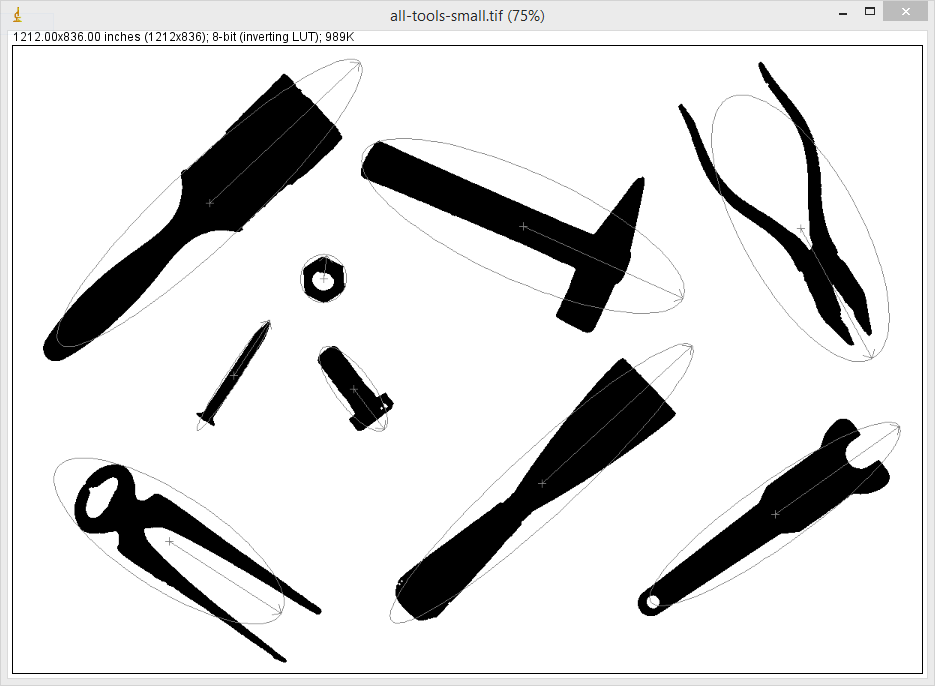 all-tools-small.tif (75%)
1212.00x836.00 inches (1212x836); 8-bit (inverting LUT); 989K